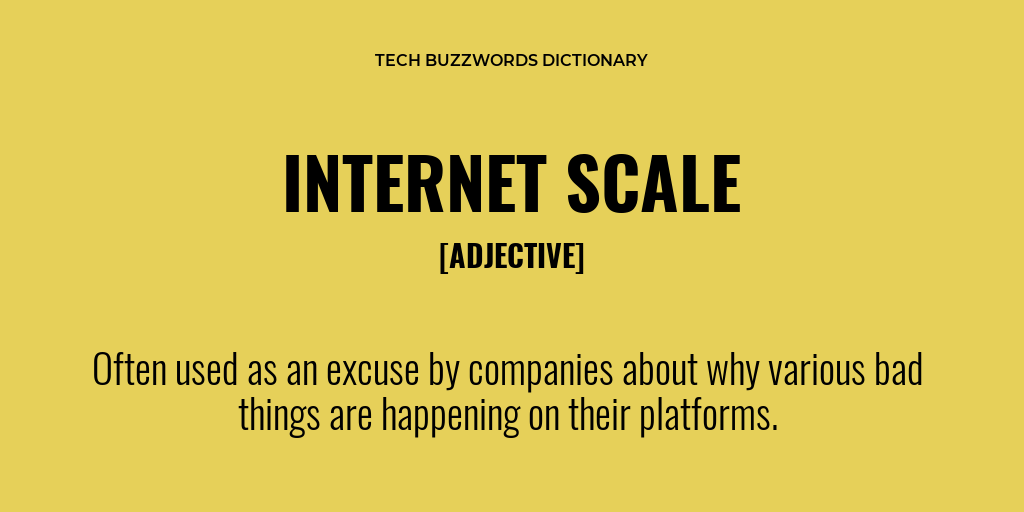 TECH BUZZWORDS DICTIONARY
INTERNET SCALE
[ADJECTIVE]
Often used as an excuse by companies about why various bad
things are happening on their platforms.